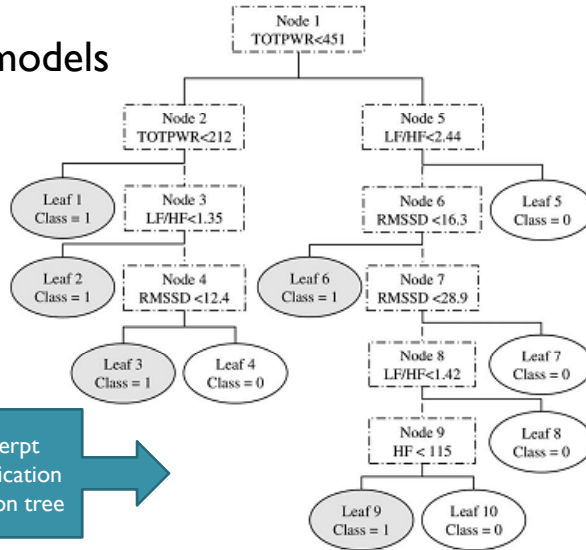 models
Node 1
TOTPWR<451
Node 2
TOTPWR<212
Node 5
LF/HF<2.44
Leaf 1
Class = 1
Node 3
LF/HF<1.35
Node 6
RMSSD <16.3
Leaf 5
Class = 0
Leaf 2
Class = 1
Node 4
RMSSD <12.4
Leaf 6
Class = 1
Node 7
RMSSD <28.9
Leaf 3
Class = 1
Leaf 4
Class = 0
Node 8
LF/HF<1.42
Leaf 7
Class = 0
Node 9
HF < 115
Leaf 8
Class = 0
Leaf 9
Class = 1
Leaf 10
Class = 0
erpt
ication
on tree